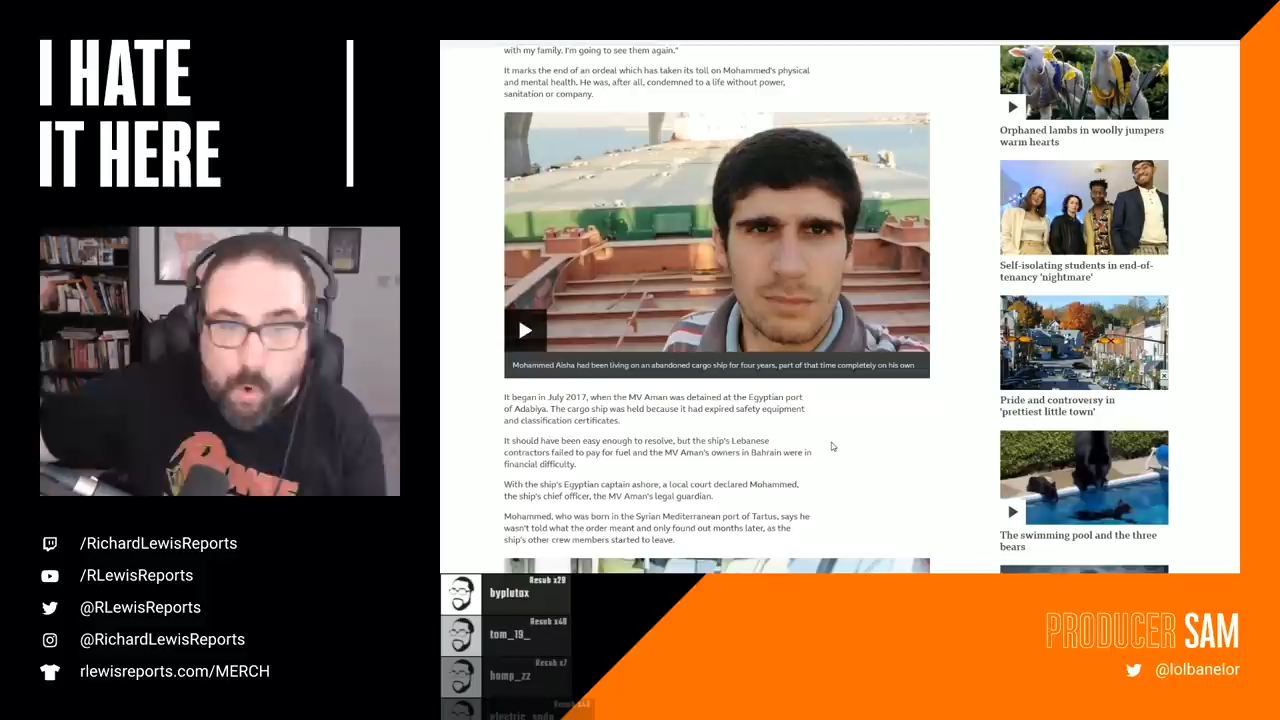 I HATE
IT HERE
/RichardLewisReports
/RLewisReports
@RLewisReports
@RichardLewisReports
rlewisreports.com/MERCH
with my family. I'm going to see them again."
It marks the end of an ordeal which has taken its toll on Mohammed's physical
and mental health. He was, after all, condemned to a life without power,
sanitation or company.
Mohammed Aisha had been living on an abandoned cargo ship for four years, part of that time completely on his own
It began in July 2017, when the MV Aman was detained at the Egyptian port
of Adabiya. The cargo ship was held because it had expired safety equipment
and classification certificates.
It should have been easy enough to resolve, but the ship's Lebanese
contractors failed to pay for fuel and the MV Aman's owners in Bahrain were in
financial difficulty.
With the ship's Egyptian captain ashore, a local court declared Mohammed,
the ship's chief officer, the MV Aman's legal guardian.
Mohammed, who was born in the Syrian Mediterranean port of Tartus, says he
wasn't told what the order meant and only found out months later, as the
ship's other crew members started to leave.
Orphaned lambs in woolly jumpers
warm hearts
Self-isolating students in end-of-
tenancy 'nightmare'
Pride and controversy in
'prettiest little town'
The swimming pool and the three
bears
Resub x29
byplutox
Resub x40
tom_19_
Resub x7
homp_zz
electric_soda
PRODUCER SAM
@lolbanelor